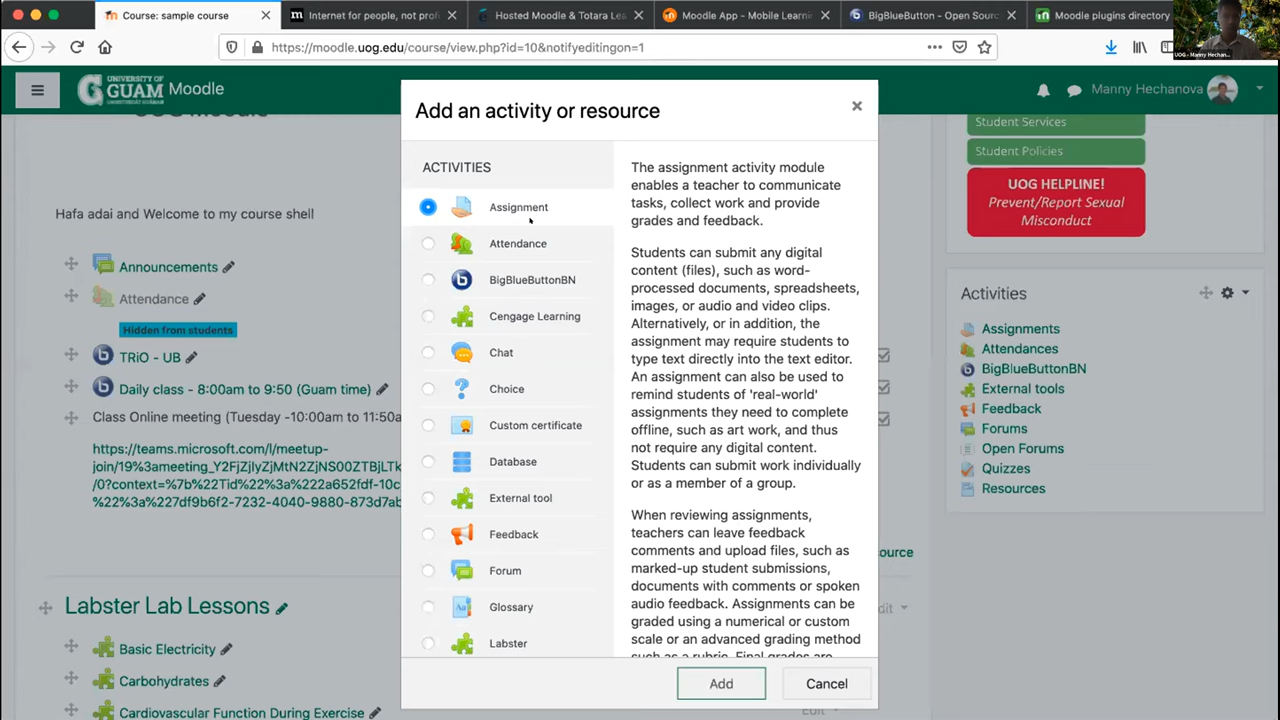 Course: sample course
Internet for people, not prof
Hosted Moodle & Totara Le
Moodle App - Mobile Learni
BigBlueButton - Open Sourc
Moodle plugins directory
https://moodle.uog.edu/course/view.php?id=10&notifyeditingon=1
UOG - Manny Hechan...
UNIVERSITY OF
GUAM
Moodle
Manny Hechanova
UOG Moodle
Hafa adai and Welcome to my course shell
Announcements
Attendance
Hidden from students
TRiO - UB
Daily class - 8:00am to 9:50 (Guam time)
Class Online meeting (Tuesday -10:00am to 11:50a
https://teams.microsoft.com/l/meetup-
join/19%3ameeting_Y2FjZjIyZjMtN2ZjNS00ZTBjLTk
/0?context=%7b%22Tid%22%3a%22a652fdf-10c
%22%3a%227df9b6f2-7232-4040-9880-873d7ab
ource
Labster Lab Lessons
dit
Basic Electricity
Carbohydrates
Cardiovascular Function During Exercise
Edit
Add an activity or resource
×
ACTIVITIES
Assignment
Attendance
BigBlueButtonBN
Cengage Learning
Chat
Choice
Custom certificate
Database
External tool
Feedback
Forum
Glossary
Labster
The assignment activity module
enables a teacher to communicate
tasks, collect work and provide
grades and feedback.
Students can submit any digital
content (files), such as word-
processed documents, spreadsheets,
images, or audio and video clips.
Alternatively, or in addition, the
assignment may require students to
type text directly into the text editor.
An assignment can also be used to
remind students of 'real-world'
assignments they need to complete
offline, such as art work, and thus
not require any digital content.
Students can submit work individually
or as a member of a group.
When reviewing assignments,
teachers can leave feedback
comments and upload files, such as
marked-up student submissions,
documents with comments or spoken
audio feedback. Assignments can be
graded using a numerical or custom
scale or an advanced grading method
such as a rubric. Final grades are
Add
Cancel
Student Services
Student Policies
UOG HELPLINE!
Prevent/Report Sexual
Misconduct
Activities
Assignments
Attendances
BigBlueButtonBN
External tools
Feedback
Forums
Open Forums
Quizzes
Resources